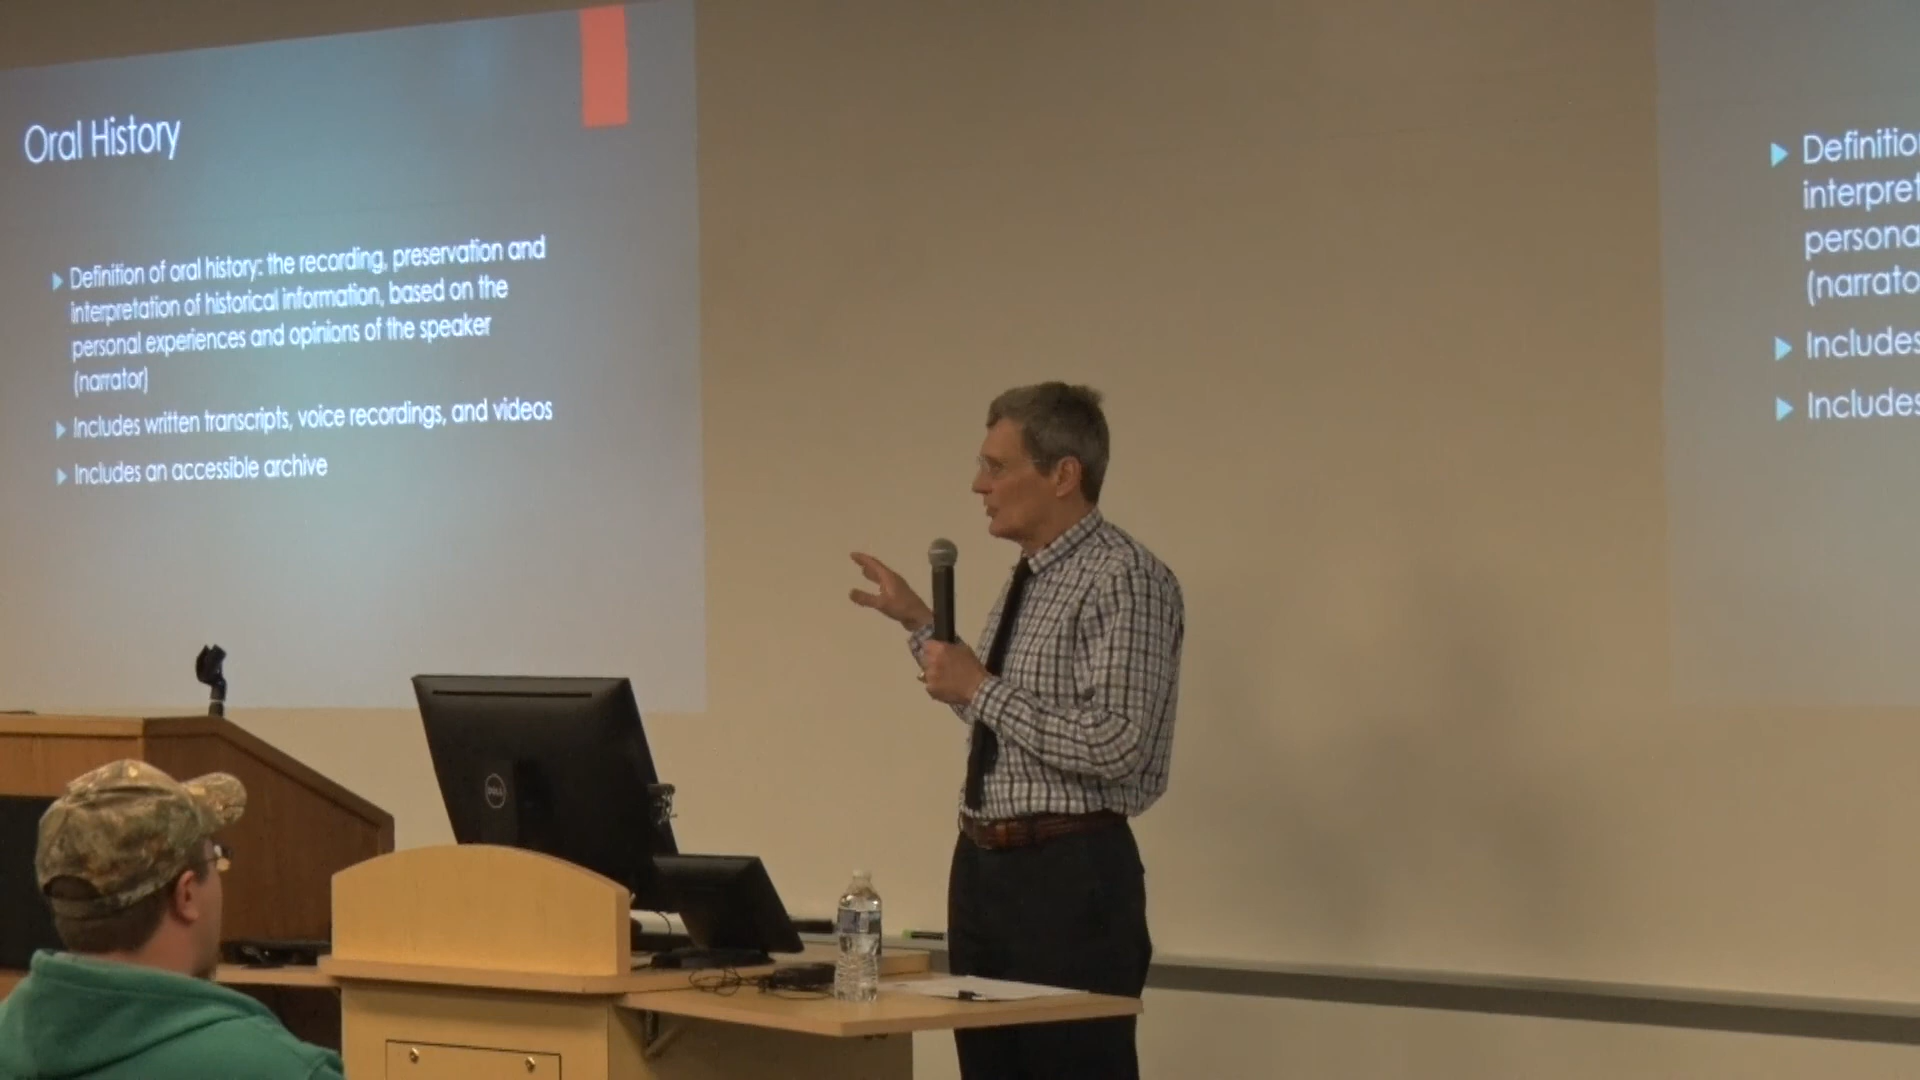 Oral History
Definition of oral history: the recording, preservation and
interpretation of historical information, based on the
personal experiences and opinions of the speaker
(narrator)
Includes written transcripts, voice recordings, and videos
Includes an accessible archive
Definitio
interpret
persona
(narrato
Includes
Includes
DELL